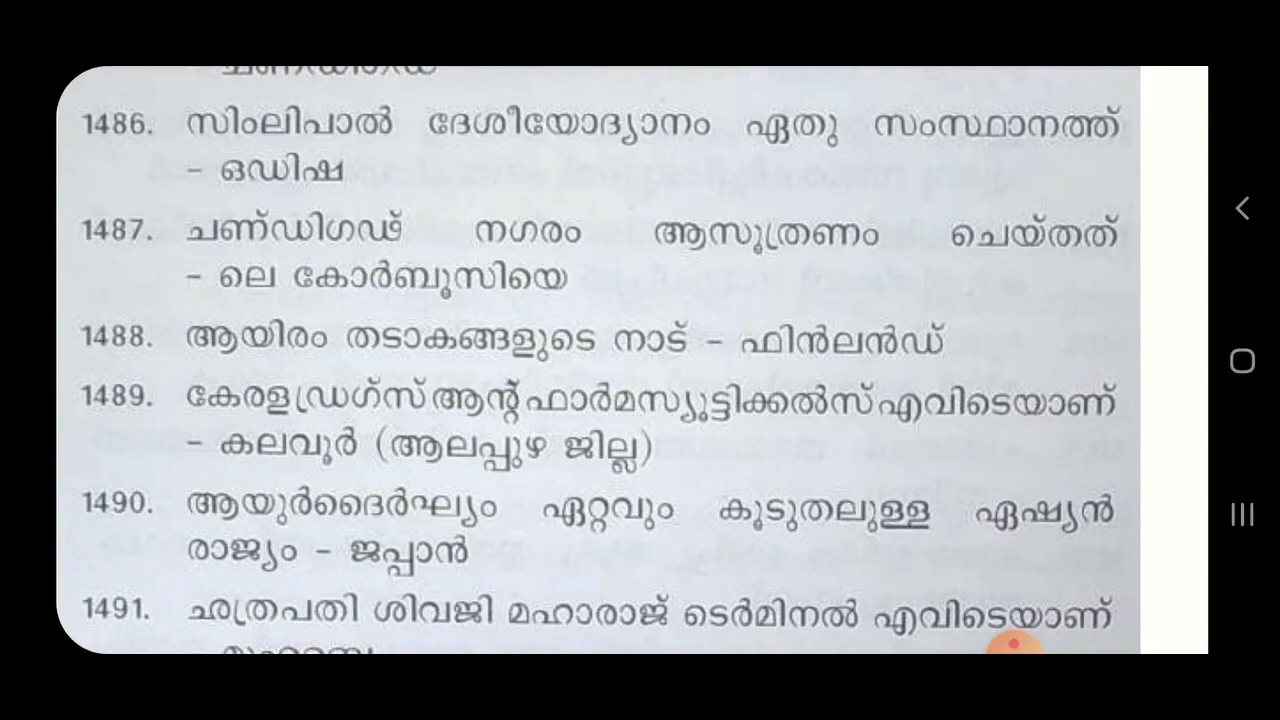 1486. സിംലിപാൽ ദേശീയോദ്യാനം ഏതു സംസ്ഥാനത്ത്
– ഒഡിഷ
1487. ചണ്ഡിഗഢ് നഗരം ആസൂത്രണം ചെയ്തത്
– ലെ കോർബൂസിയെ
1488. ആയിരം തടാകങ്ങളുടെ നാട് – ഫിൻലൻഡ്
1489. കേരള ഡ്രഗ്സ് ആന്റ് ഫാർമസ്യൂട്ടിക്കൽസ് എവിടെയാണ്
– കലവൂർ (ആലപ്പുഴ ജില്ല)
1490. ആയുർദൈർഘ്യം ഏറ്റവും കൂടുതലുള്ള ഏഷ്യൻ
രാജ്യം – ജപ്പാൻ
1491. ഛത്രപതി ശിവജി മഹാരാജ് ടെർമിനൽ എവിടെയാണ്